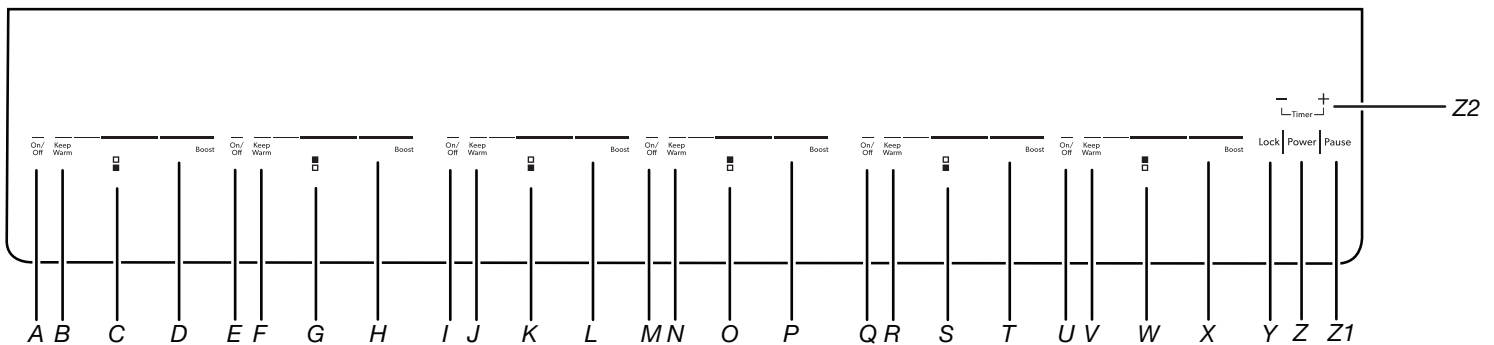 − +
Timer
Z2
On/
Off
Keep
Warm
Boost
On/
Off
Keep
Warm
Boost
On/
Off
Keep
Warm
Boost
On/
Off
Keep
Warm
Boost
On/
Off
Keep
Warm
Boost
On/
Off
Keep
Warm
Boost
Lock Power Pause
A B C D E F G H I J K L M N O P Q R S T U V W X Y Z Z1